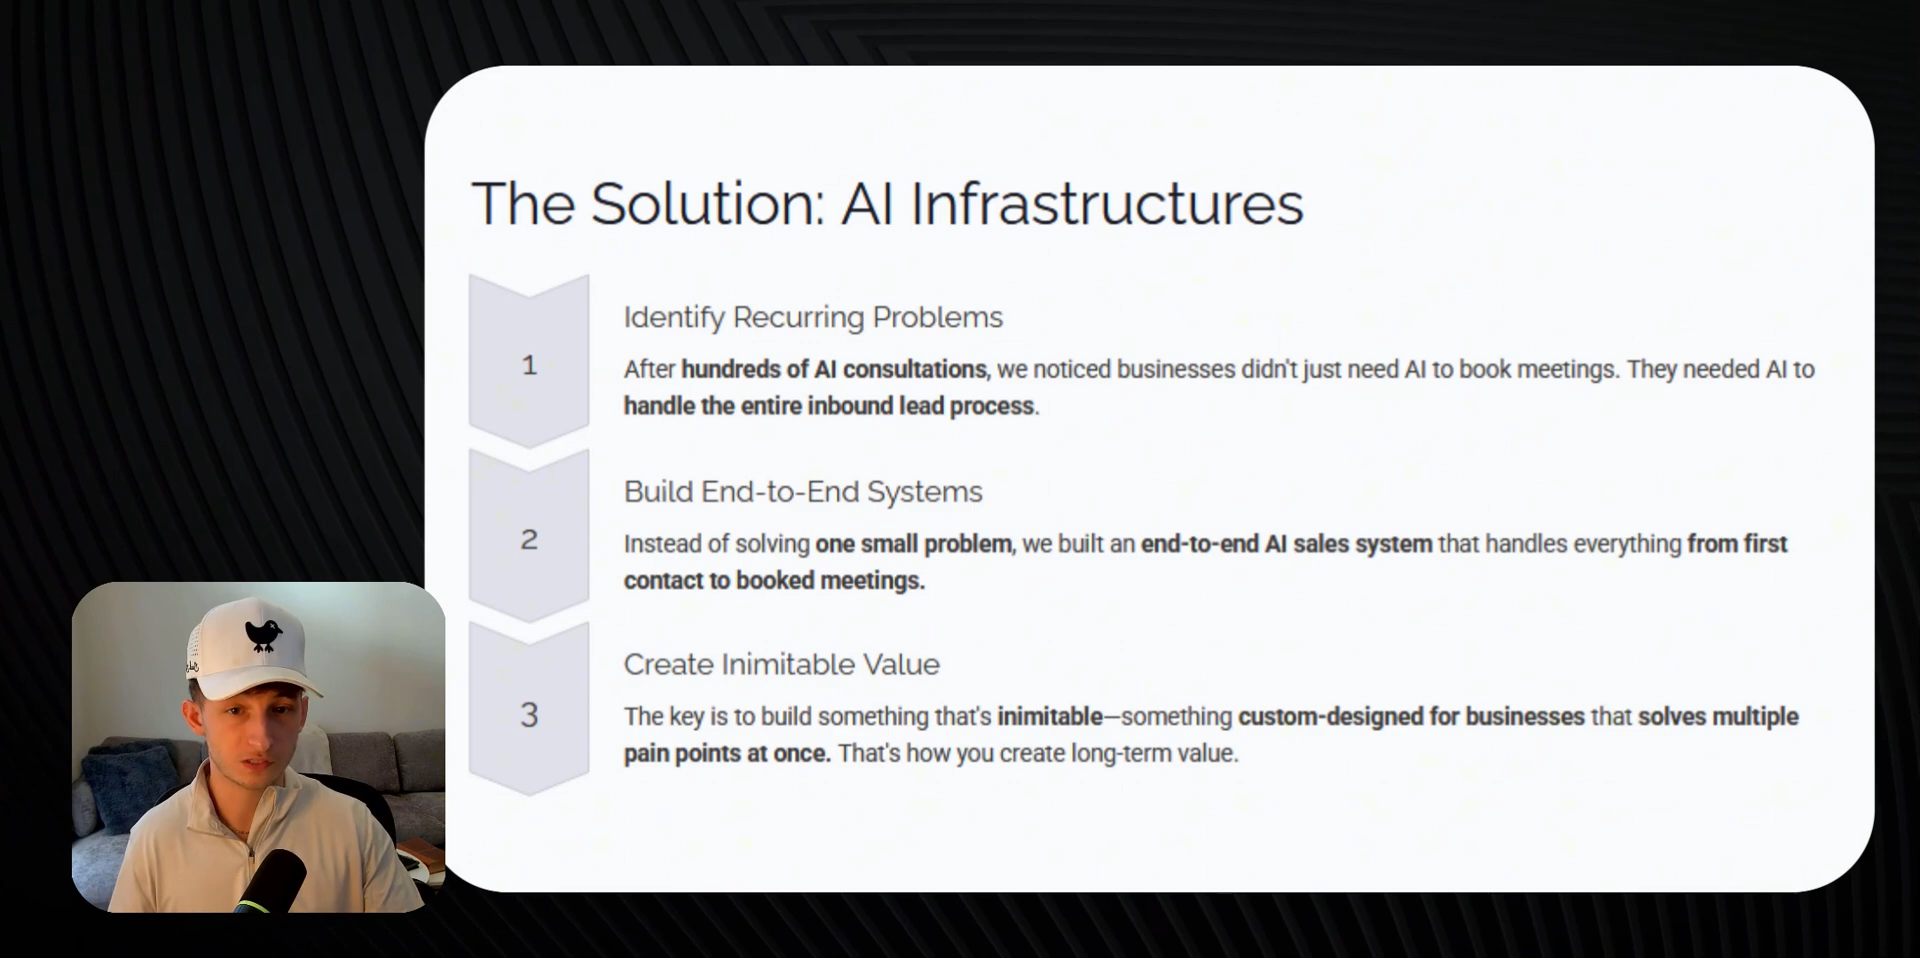 The Solution: AI Infrastructures
1
Identify Recurring Problems
After hundreds of AI consultations, we noticed businesses didn't just need AI to book meetings. They needed AI to
handle the entire inbound lead process.
2
Build End-to-End Systems
Instead of solving one small problem, we built an end-to-end AI sales system that handles everything from first
contact to booked meetings.
3
Create Inimitable Value
The key is to build something that's inimitable—something custom-designed for businesses that solves multiple
pain points at once. That's how you create long-term value.